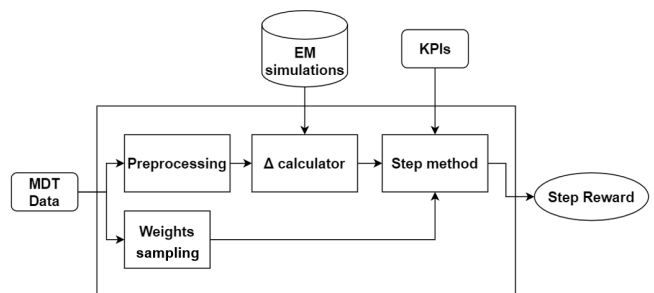 EM
simulations
KPIs
Preprocessing
Δ calculator
Step method
MDT
Data
Step Reward
Weights
sampling